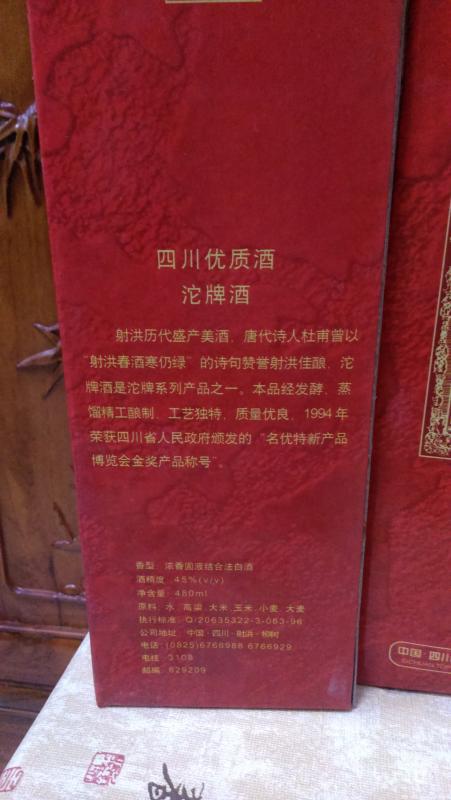 四川优质酒
沱牌酒
射洪历代盛产美酒，唐代诗人杜甫曾以
“射洪春酒寒仍绿”的诗句赞誉射洪佳酿，沱
牌酒是沱牌系列产品之一。本品经发酵、蒸
馏精工酿制，工艺独特，质量优良，1994年
荣获四川省人民政府颁发的“名优特新产品
博览会金奖产品称号”。
香型：浓香固液结合法白酒
酒精度：45%(v/v)
净含量：480ml
原料：水、高粱、大米、玉米、小麦、大麦
执行标准：Q/20635322-3-083-96
公司地址：中国·四川·射洪·柳树
电话：(0825)6766988 6766929
电挂：3108
邮编：629209
中国·四川
SICHUAN